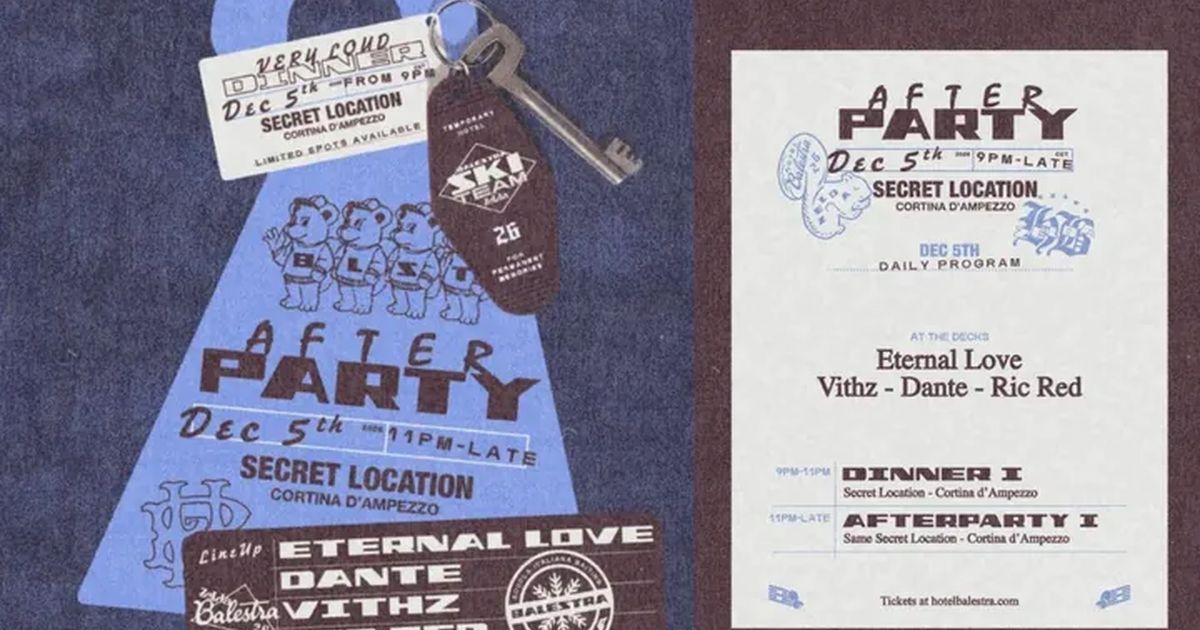 VERY LOUD
DINNER
Dec 5th FROM 9PM
SECRET LOCATION
CORTINA D'AMPEZZO
LIMITED SPOTS AVAILABLE
TEMPORARY
HOTEL
SKI
TEAM
26
FOR
PERMANENT
MEMORIES
B L S T
AFTER
PARTY
Dec 5th 11PM-LATE
SECRET LOCATION
CORTINA D'AMPEZZO
LineUp
ETERNAL LOVE
DANTE
VITHZ
Balestra
BALESTRA
AFTER
PARTY
Dec 5th 9PM-LATE
SECRET LOCATION
CORTINA D'AMPEZZO
Balestra
HB
DEC 5TH
DAILY PROGRAM
AT THE DECKS
Eternal Love
Vithz - Dante - Ric Red
9PM-11PM DINNER I
Secret Location - Cortina d'Ampezzo
11PM-LATE AFTERPARTY I
Same Secret Location - Cortina d'Ampezzo
Tickets at hotelbalestra.com